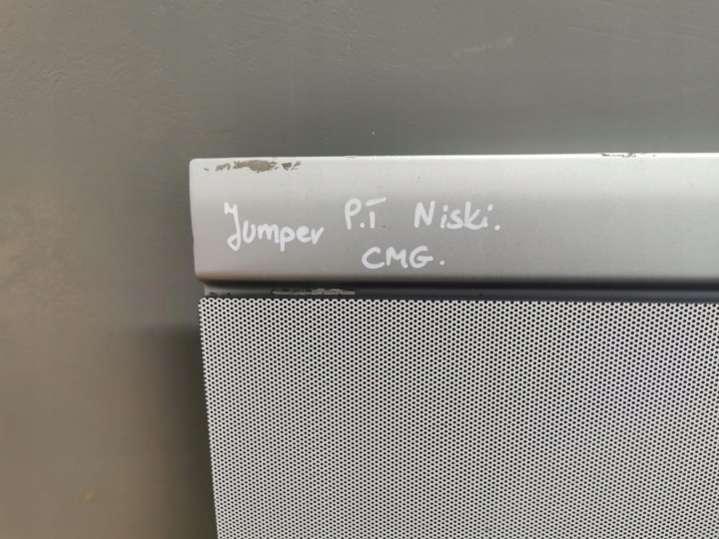 Jumper P.T Niski.
CMG.